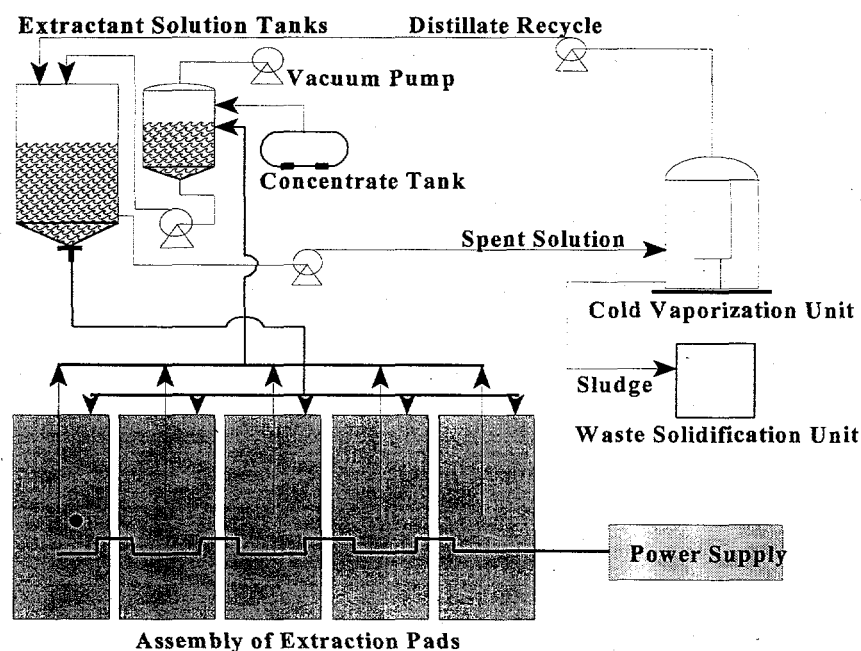 Extractant Solution Tanks
Distillate Recycle
Vacuum Pump
Concentrate Tank
Spent Solution
Cold Vaporization Unit
Sludge
Waste Solidification Unit
Power Supply
Assembly of Extraction Pads